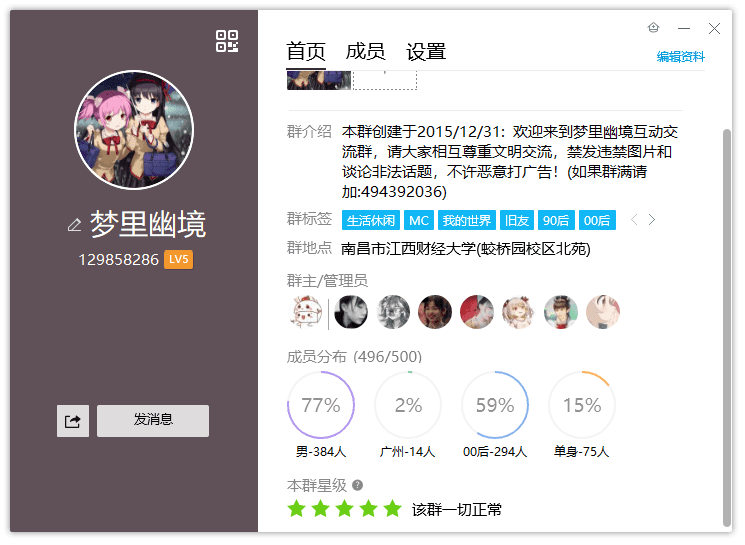 首页 成员 设置
编辑资料
群介绍 本群创建于2015/12/31：欢迎来到梦里幽境互动交
流群，请大家相互尊重文明交流，禁发违禁图片和
谈论非法话题，不许恶意打广告！(如果群满请
加:494392036)
群标签 生活休闲 MC 我的世界 旧友 90后 00后
群地点 南昌市江西财经大学(蛟桥园校区北苑)
群主/管理员
成员分布 (496/500)
77% 2% 59% 15%
男-384人 广州-14人 00后-294人 单身-75人
本群星级 ?
该群一切正常
梦里幽境
129858286 LV5
发消息